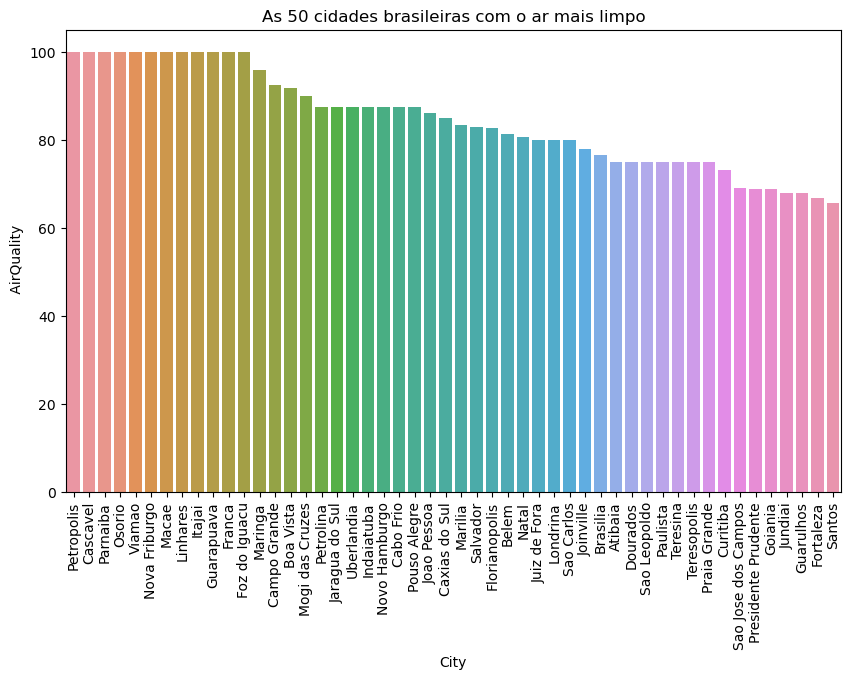 As 50 cidades brasileiras com o ar mais limpo
100
80
60
40
20
0
AirQuality
Petropolis
Cascavel
Parnaiba
Osorio
Viamao
Nova Friburgo
Macae
Linhares
Itajai
Guarapuava
Franca
Foz do Iguacu
Maringa
Campo Grande
Boa Vista
Mogi das Cruzes
Petrolina
Jaragua do Sul
Uberlandia
Indaiatuba
Novo Hamburgo
Cabo Frio
Pouso Alegre
Joao Pessoa
Caxias do Sul
Marilia
Salvador
Florianopolis
Belem
Natal
Juiz de Fora
Londrina
Sao Carlos
Joinville
Brasilia
Atibaia
Dourados
Sao Leopoldo
Paulista
Teresina
Teresopolis
Praia Grande
Curitiba
Sao Jose dos Campos
Presidente Prudente
Goiania
Jundiai
Guarulhos
Fortaleza
Santos
City